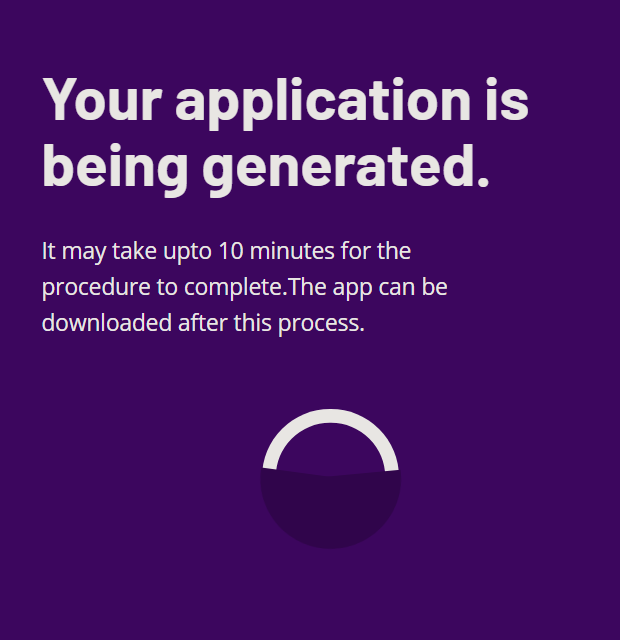 Your application is
being generated.
It may take upto 10 minutes for the
procedure to complete.The app can be
downloaded after this process.